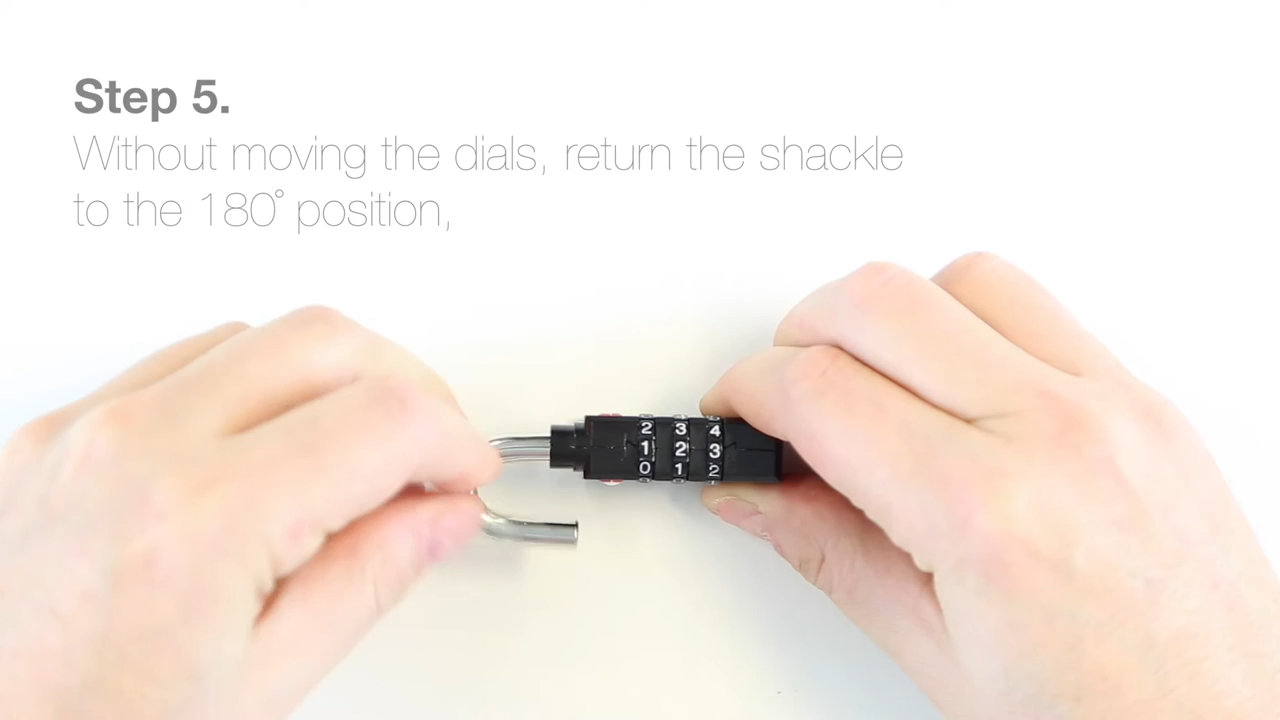 Step 5.
Without moving the dials, return the shackle
to the 180° position,
2 3 4
1 2 3
0 1 2